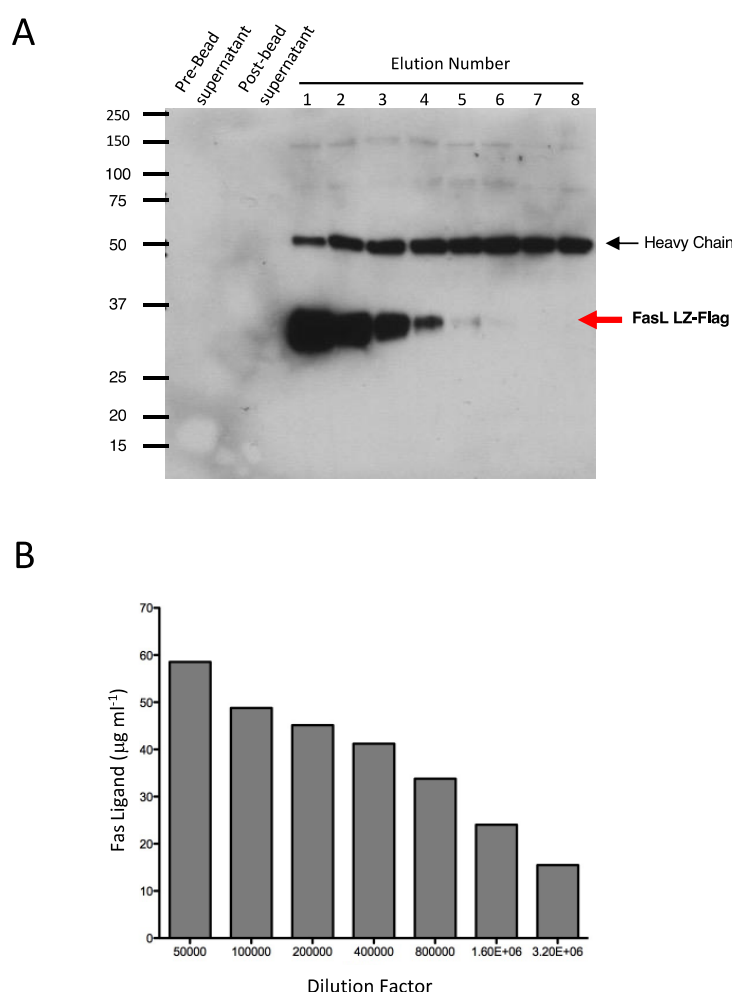 A
Pre-Bead
supernatant
Post-bead
supernatant
Elution Number
1 2 3 4 5 6 7 8
250
150
100
75
50
Heavy Chain
37
FasL LZ-Flag
25
20
15
B
70
60
50
40
30
20
10
0
Fas Ligand (µg ml-1)
50000 100000 200000 400000 800000 1.60E+06 3.20E+06
Dilution Factor